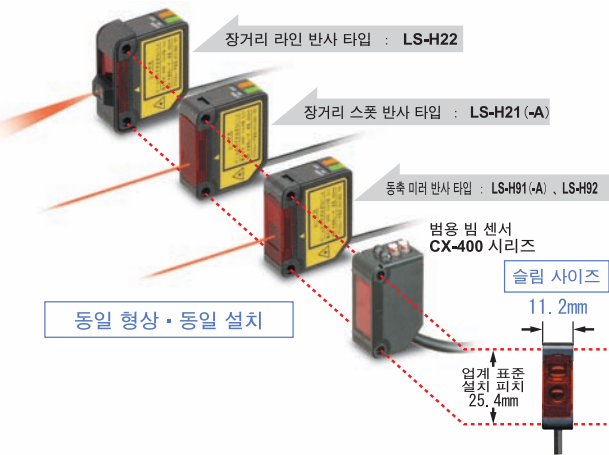 장거리 라인 반사 타입 : LS-H22
장거리 스폿 반사 타입 : LS-H21(-A)
동축 미러 반사 타입 : LS-H91(-A) 、 LS-H92
범용 빔 센서
CX-400 시리즈
슬림 사이즈
11.2mm
동일 형상・동일 설치
업계 표준
설치 피치
25.4mm